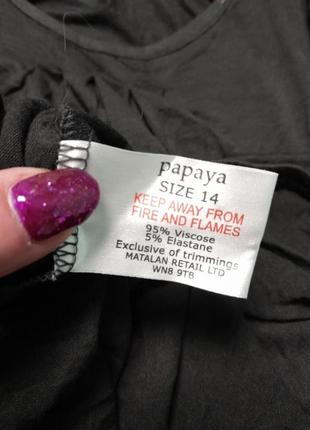 papaya
SIZE 14
KEEP AWAY FROM
FIRE AND FLAMES
95% Viscose
5% Elastane
Exclusive of trimmings
MATALAN RETAIL LTD
WN8 9TB